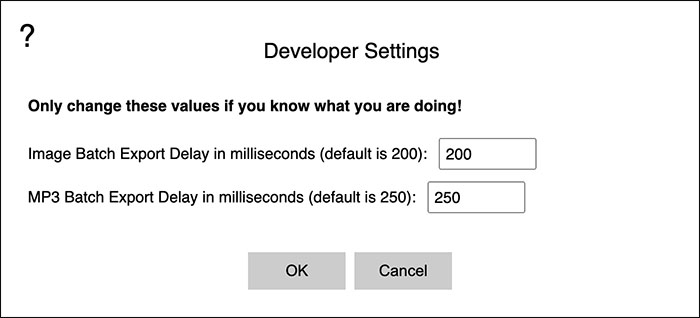 ?
Developer Settings
Only change these values if you know what you are doing!
Image Batch Export Delay in milliseconds (default is 200): 200
MP3 Batch Export Delay in milliseconds (default is 250): 250
OK Cancel